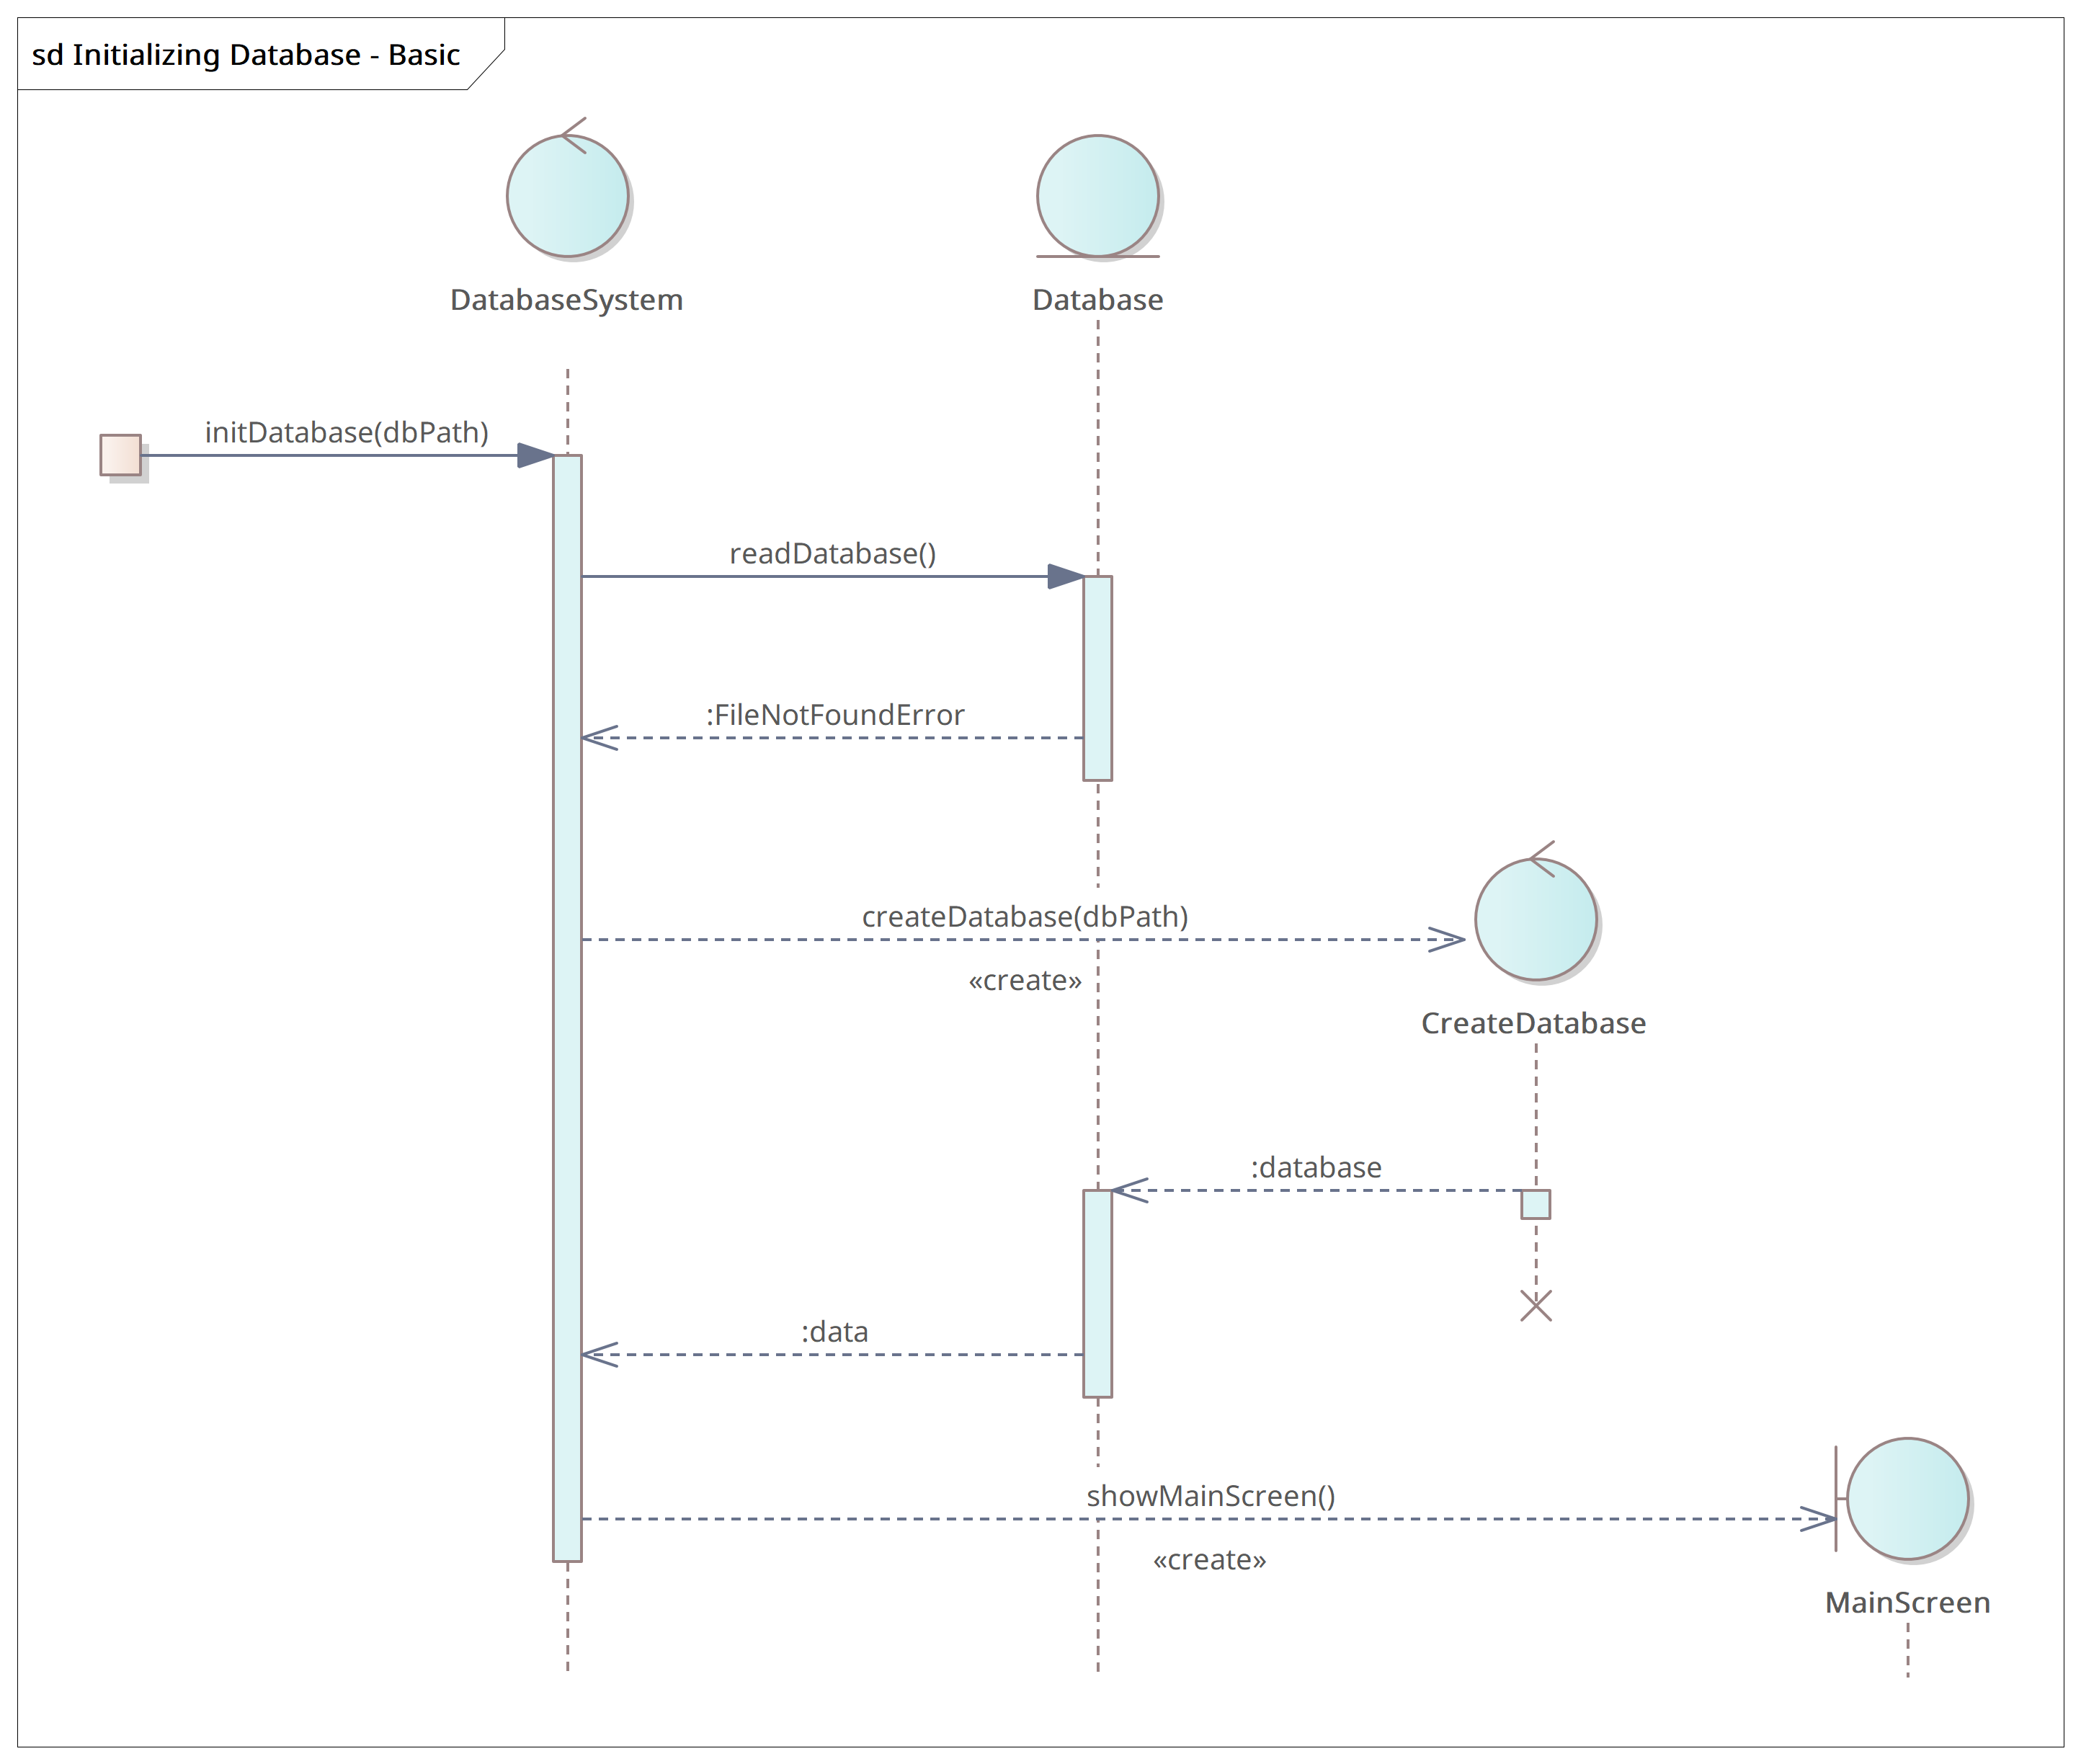 sd Initializing Database - Basic
DatabaseSystem
Database
initDatabase(dbPath)
readDatabase()
:FileNotFoundError
createDatabase(dbPath)
«create»
CreateDatabase
:database
:data
showMainScreen()
«create»
MainScreen